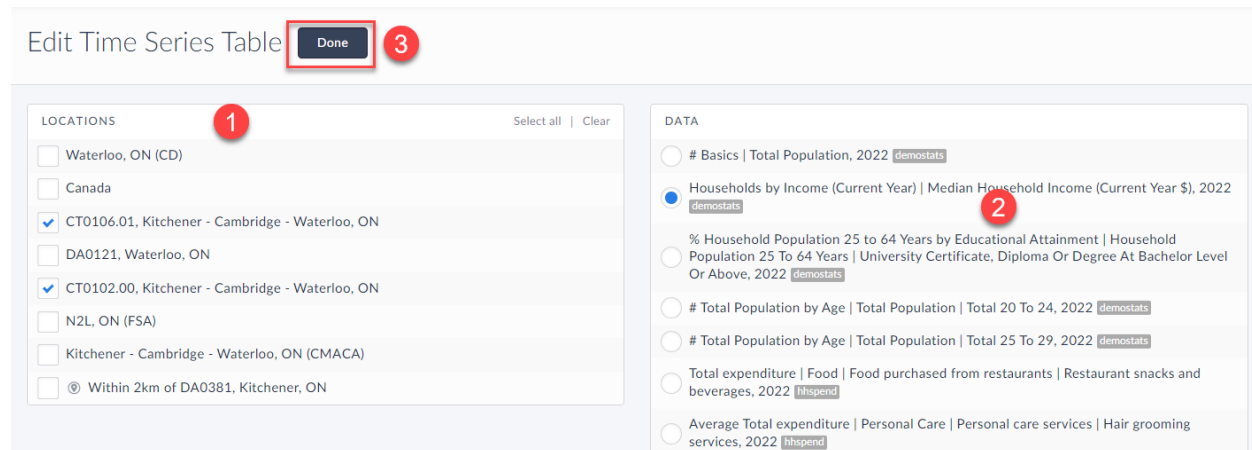 Edit Time Series Table
Done
3
LOCATIONS
1
Select all | Clear
Waterloo, ON (CD)
Canada
CT0106.01, Kitchener - Cambridge - Waterloo, ON
DA0121, Waterloo, ON
CT0102.00, Kitchener - Cambridge - Waterloo, ON
N2L, ON (FSA)
Kitchener - Cambridge - Waterloo, ON (CMACA)
Within 2km of DA0381, Kitchener, ON
DATA
# Basics | Total Population, 2022 demostats
Households by Income (Current Year) | Median Household Income (Current Year $), 2022
demostats
2
% Household Population 25 to 64 Years by Educational Attainment | Household
Population 25 To 64 Years | University Certificate, Diploma Or Degree At Bachelor Level
Or Above, 2022 demostats
# Total Population by Age | Total Population | Total 20 To 24, 2022 demostats
# Total Population by Age | Total Population | Total 25 To 29, 2022 demostats
Total expenditure | Food | Food purchased from restaurants | Restaurant snacks and
beverages, 2022 hhspend
Average Total expenditure | Personal Care | Personal care services | Hair grooming
services, 2022 hhspend